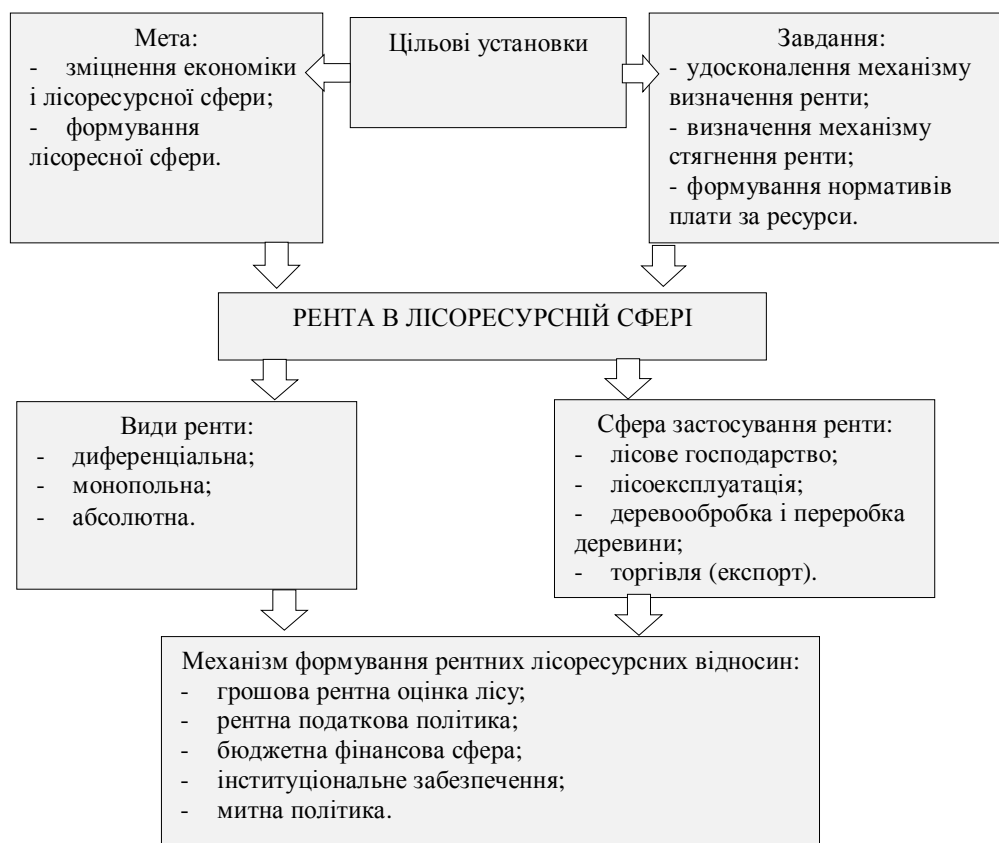 Мета:
- зміцнення економіки
і лісоресурсної сфери;
- формування
лісоресної сфери.
Цільові установки
Завдання:
- удосконалення механізму
визначення ренти;
- визначення механізму
стягнення ренти;
- формування нормативів
плати за ресурси.
РЕНТА В ЛІСОРЕСУРСНІЙ СФЕРІ
Види ренти:
- диференціальна;
- монопольна;
- абсолютна.
Сфера застосування ренти:
- лісове господарство;
- лісоексплуатація;
- деревообробка і переробка
деревини;
- торгівля (експорт).
Механізм формування рентних лісоресурсних відносин:
- грошова рентна оцінка лісу;
- рентна податкова політика;
- бюджетна фінансова сфера;
- інституціональне забезпечення;
- митна політика.